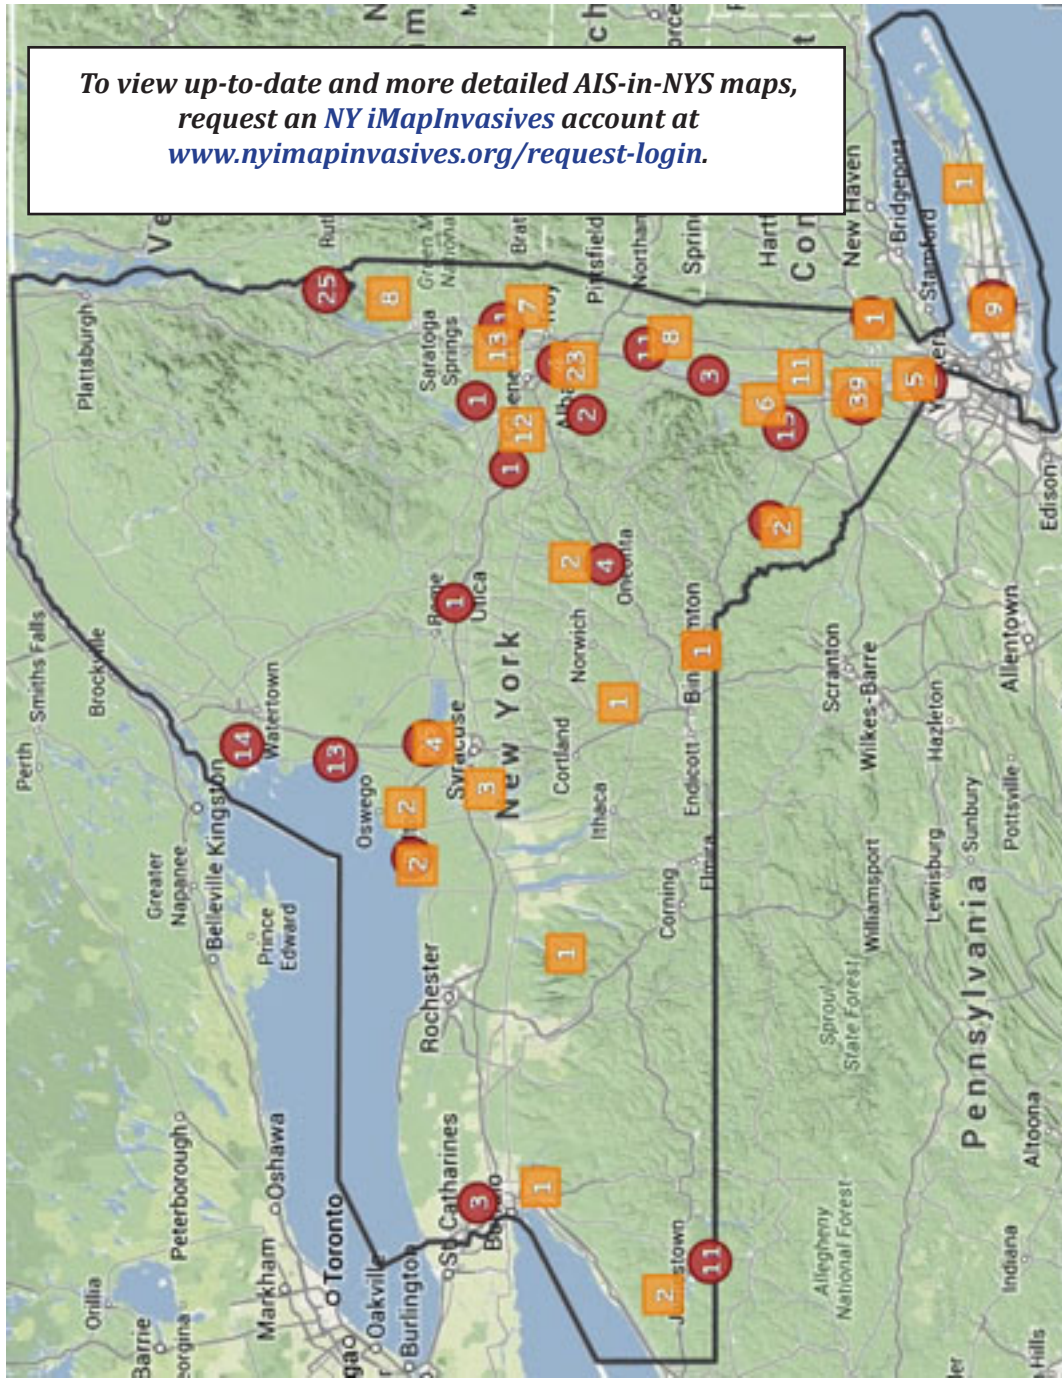 To view up-to-date and more detailed AIS-in-NYS maps,
request an NY iMapInvasives account at
www.nyimapinvasives.org/request-login.
Perth
Smiths Falls
Brockville
Plattsburgh
Orillia
Barrie
Peterborough
Markham
Oshawa
Toronto
Oakville
Burlington
Greater
Napanee
Belleville
Kingston
Prince
Edward
Watertown
Oswego
St. Catharines
Rochester
Syracuse
Rome
Utica
Saratoga
Springs
New York
Norwich
Cortland
Ithaca
Oneonta
Pittsfield
Corning
Elmira
Endicott
New Haven
Bridgeport
Stamford
Allegheny
National Forest
Sproul
State Forest
Williamsport
Scranton
Wilkes-Barre
Hazleton
Lewisburg
Sunbury
Pottsville
Allentown
Edison
Pennsylvania
Altoona
Indiana
Hills
14
13
25
8
1
13
7
12
1
23
2
11
8
3
11
6
13
39
5
1
9
1
2
2
4
1
1
1
4
3
2
2
1
3
1
2
11